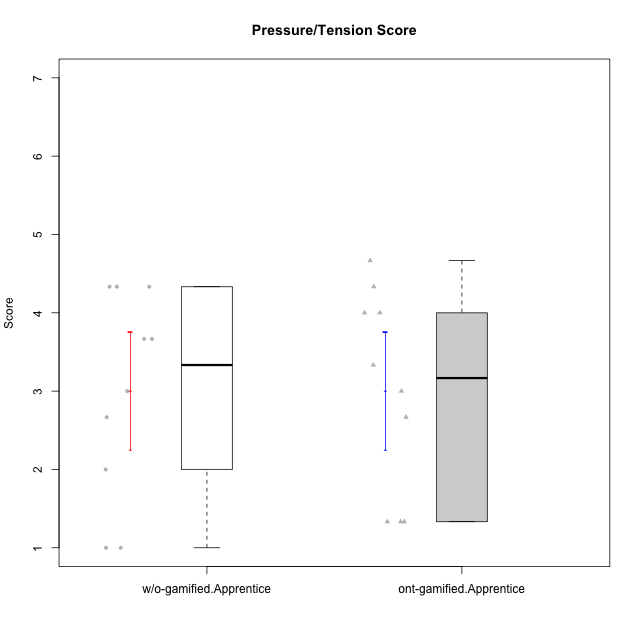 Pressure/Tension Score
7
6
5
4
3
2
1
Score
w/o-gamified.Apprentice
ont-gamified.Apprentice